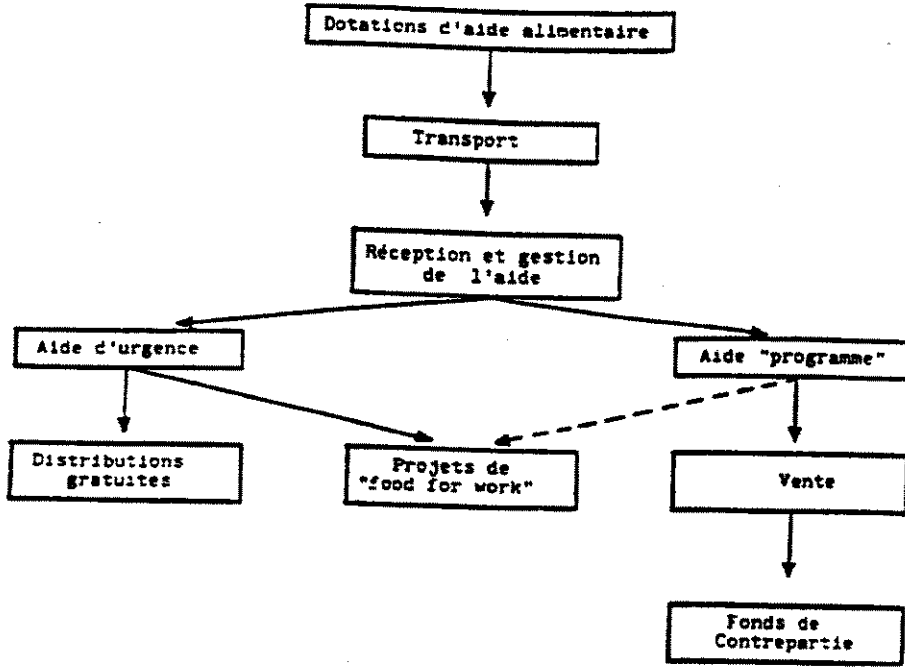 Dotations d'aide alimentaire
Transport
Réception et gestion
de l'aide
Aide d'urgence
Aide "programme"
Distributions
gratuites
Projets de
"food for work"
Vente
Fonds de
Contrepartie